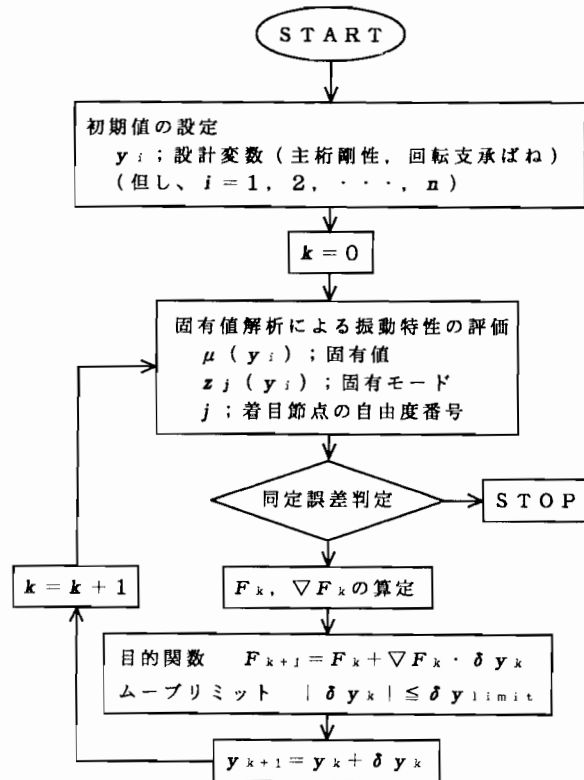 START
初期値の設定
y i ; 設計変数 (主桁剛性, 回転支承ばね)
(但し、i = 1, 2, ・・・, n)
k = 0
固有値解析による振動特性の評価
μ ( y i ) ; 固有値
z j ( y i ) ; 固有モード
j ; 着目節点の自由度番号
同定誤差判定
STOP
k = k + 1
F k, ▽F k の算定
目的関数 F k+1 = F k + ▽F k ・ δ y k
ムーブリミット | δ y k | ≦ δ y limit
y k+1 = y k + δ y k